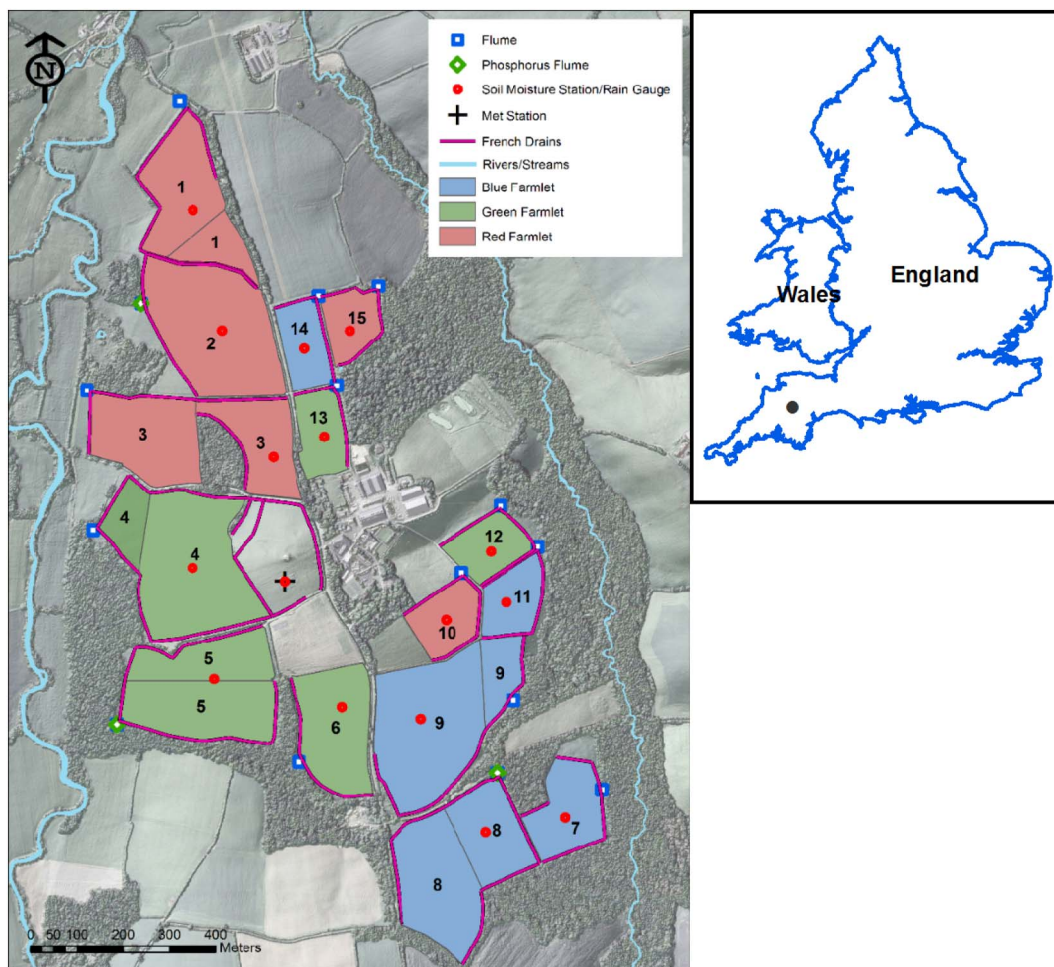 N
Flume
Phosphorus Flume
Soil Moisture Station/Rain Gauge
Met Station
French Drains
Rivers/Streams
Blue Farmlet
Green Farmlet
Red Farmlet
England
Wales
1
1
2
14
15
3
3
13
4
4
12
11
10
5
5
9
6
9
8
7
8
0 50 100 200 300 400
Meters